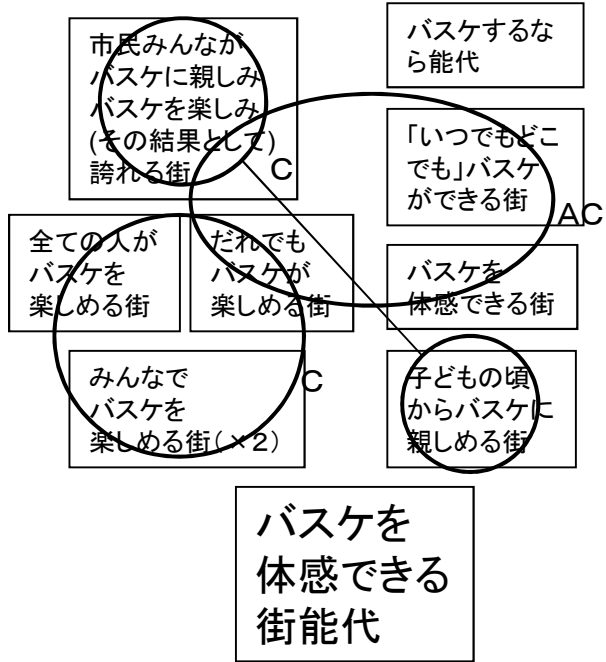 市民みんなが
バスケに親しみ
バスケを楽しみ
(その結果として)
誇れる街
C
バスケするな
ら能代
「いつでもどこ
でも」バスケ
ができる街
AC
全ての人が
バスケを
楽しめる街
だれでも
バスケが
楽しめる街
バスケを
体感できる街
みんなで
バスケを
楽しめる街(×2)
C
子どもの頃
からバスケに
親しめる街
バスケを
体感できる
街能代